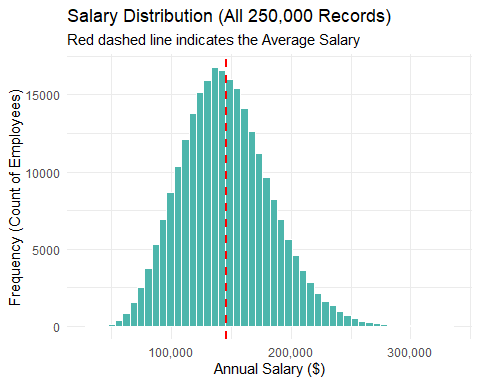 Salary Distribution (All 250,000 Records)
Red dashed line indicates the Average Salary
Frequency (Count of Employees)
15000
10000
5000
0
100,000
200,000
300,000
Annual Salary ($)